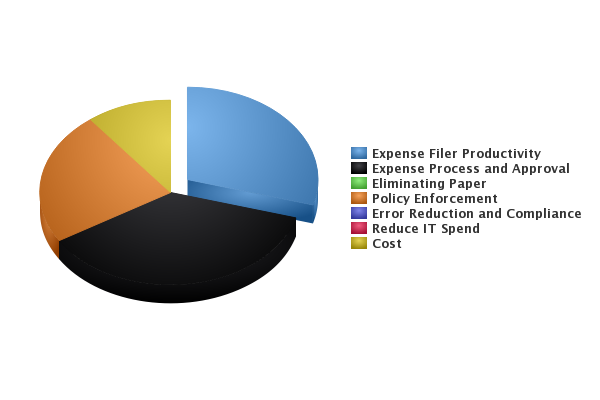 Expense Filer Productivity
Expense Process and Approval
Eliminating Paper
Policy Enforcement
Error Reduction and Compliance
Reduce IT Spend
Cost